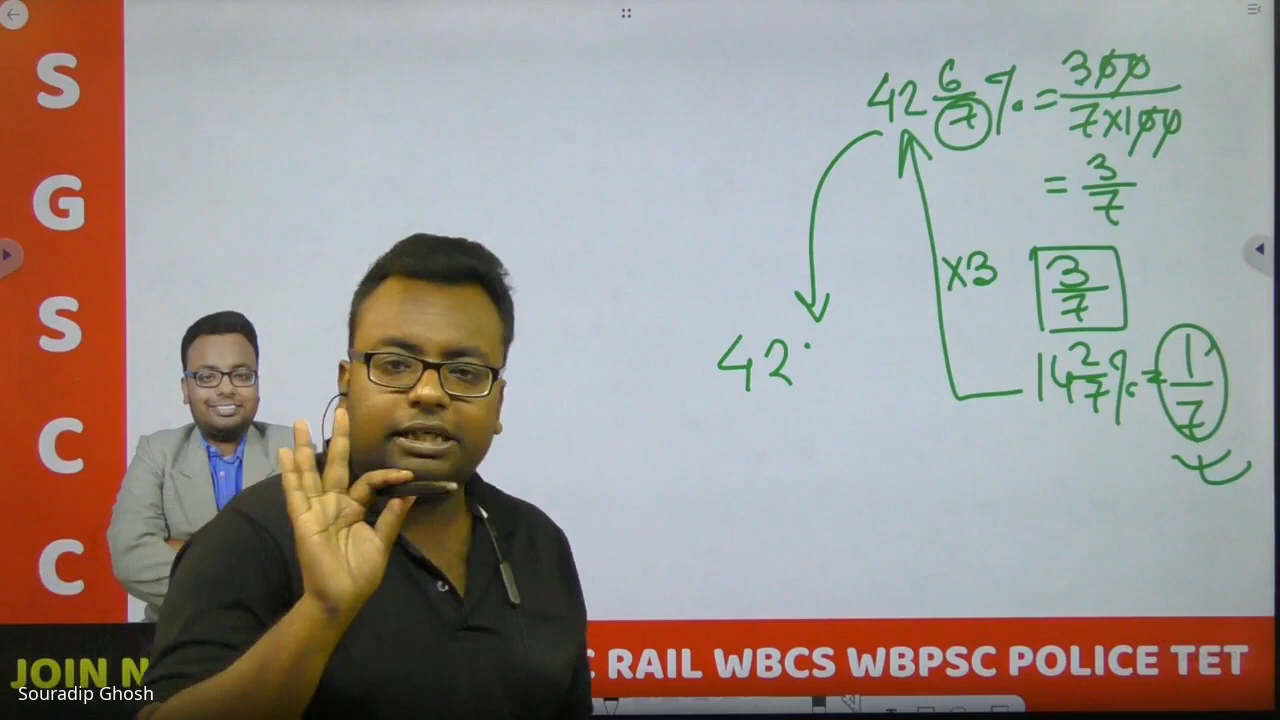 S
G
S
C
C
42 6/7 % = 300/7×100
= 3/7
×3
3/7
42·
14 2/7 % = 1/7
JOIN N
C RAIL WBCS WBPSC POLICE TET
Souradip Ghosh